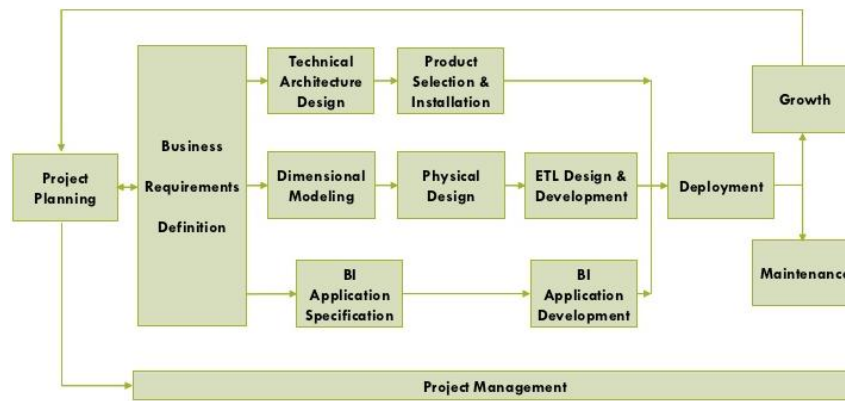 Project
Planning
Business
Requirements
Definition
Technical
Architecture
Design
Product
Selection &
Installation
Dimensional
Modeling
Physical
Design
ETL Design &
Development
BI
Application
Specification
BI
Application
Development
Deployment
Growth
Maintenance
Project Management